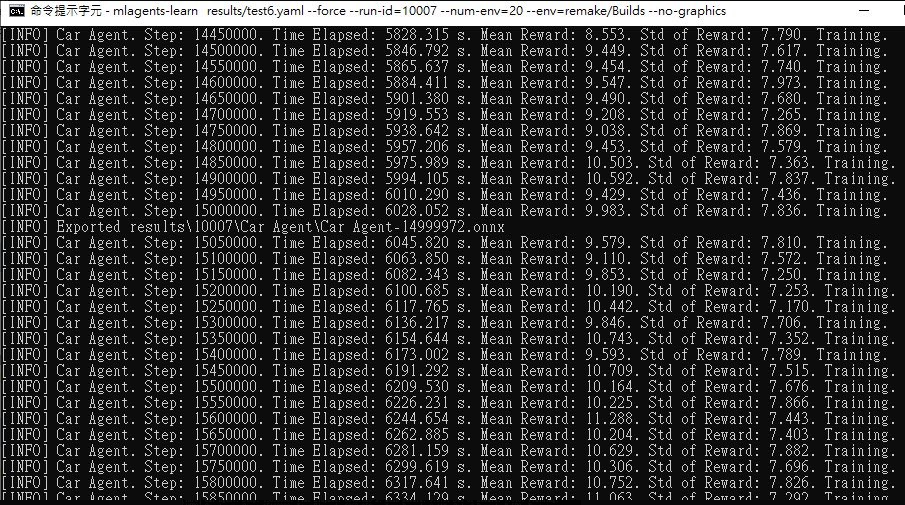 命令提示字元 - mlagents-learn results/test6.yaml --force --run-id=10007 --num-env=20 --env=remake/Builds --no-graphics
[INFO] Car Agent. Step: 14450000. Time Elapsed: 5828.315 s. Mean Reward: 8.553. Std of Reward: 7.790. Training.
[INFO] Car Agent. Step: 14500000. Time Elapsed: 5846.792 s. Mean Reward: 9.449. Std of Reward: 7.617. Training.
[INFO] Car Agent. Step: 14550000. Time Elapsed: 5865.637 s. Mean Reward: 9.454. Std of Reward: 7.740. Training.
[INFO] Car Agent. Step: 14600000. Time Elapsed: 5884.411 s. Mean Reward: 9.547. Std of Reward: 7.973. Training.
[INFO] Car Agent. Step: 14650000. Time Elapsed: 5901.380 s. Mean Reward: 9.490. Std of Reward: 7.680. Training.
[INFO] Car Agent. Step: 14700000. Time Elapsed: 5919.553 s. Mean Reward: 9.208. Std of Reward: 7.265. Training.
[INFO] Car Agent. Step: 14750000. Time Elapsed: 5938.642 s. Mean Reward: 9.038. Std of Reward: 7.869. Training.
[INFO] Car Agent. Step: 14800000. Time Elapsed: 5957.206 s. Mean Reward: 9.453. Std of Reward: 7.579. Training.
[INFO] Car Agent. Step: 14850000. Time Elapsed: 5975.989 s. Mean Reward: 10.503. Std of Reward: 7.363. Training.
[INFO] Car Agent. Step: 14900000. Time Elapsed: 5994.105 s. Mean Reward: 10.592. Std of Reward: 7.837. Training.
[INFO] Car Agent. Step: 14950000. Time Elapsed: 6010.290 s. Mean Reward: 9.429. Std of Reward: 7.436. Training.
[INFO] Car Agent. Step: 15000000. Time Elapsed: 6028.052 s. Mean Reward: 9.983. Std of Reward: 7.836. Training.
[INFO] Exported results\10007\Car Agent\Car Agent-14999972.onnx
[INFO] Car Agent. Step: 15050000. Time Elapsed: 6045.820 s. Mean Reward: 9.579. Std of Reward: 7.810. Training.
[INFO] Car Agent. Step: 15100000. Time Elapsed: 6063.850 s. Mean Reward: 9.110. Std of Reward: 7.572. Training.
[INFO] Car Agent. Step: 15150000. Time Elapsed: 6082.343 s. Mean Reward: 9.853. Std of Reward: 7.250. Training.
[INFO] Car Agent. Step: 15200000. Time Elapsed: 6100.685 s. Mean Reward: 10.190. Std of Reward: 7.253. Training.
[INFO] Car Agent. Step: 15250000. Time Elapsed: 6117.765 s. Mean Reward: 10.442. Std of Reward: 7.170. Training.
[INFO] Car Agent. Step: 15300000. Time Elapsed: 6136.217 s. Mean Reward: 9.846. Std of Reward: 7.706. Training.
[INFO] Car Agent. Step: 15350000. Time Elapsed: 6154.644 s. Mean Reward: 10.743. Std of Reward: 7.352. Training.
[INFO] Car Agent. Step: 15400000. Time Elapsed: 6173.002 s. Mean Reward: 9.593. Std of Reward: 7.789. Training.
[INFO] Car Agent. Step: 15450000. Time Elapsed: 6191.292 s. Mean Reward: 10.709. Std of Reward: 7.515. Training.
[INFO] Car Agent. Step: 15500000. Time Elapsed: 6209.530 s. Mean Reward: 10.164. Std of Reward: 7.676. Training.
[INFO] Car Agent. Step: 15550000. Time Elapsed: 6226.231 s. Mean Reward: 10.225. Std of Reward: 7.866. Training.
[INFO] Car Agent. Step: 15600000. Time Elapsed: 6244.654 s. Mean Reward: 11.288. Std of Reward: 7.443. Training.
[INFO] Car Agent. Step: 15650000. Time Elapsed: 6262.885 s. Mean Reward: 10.204. Std of Reward: 7.403. Training.
[INFO] Car Agent. Step: 15700000. Time Elapsed: 6281.159 s. Mean Reward: 10.629. Std of Reward: 7.882. Training.
[INFO] Car Agent. Step: 15750000. Time Elapsed: 6299.619 s. Mean Reward: 10.306. Std of Reward: 7.696. Training.
[INFO] Car Agent. Step: 15800000. Time Elapsed: 6317.641 s. Mean Reward: 10.752. Std of Reward: 7.826. Training.
[INFO] Car Agent. Step: 15850000. Time Elapsed: 6334.129 s. Mean Reward: 11.063. Std of Reward: 7.292. Training.